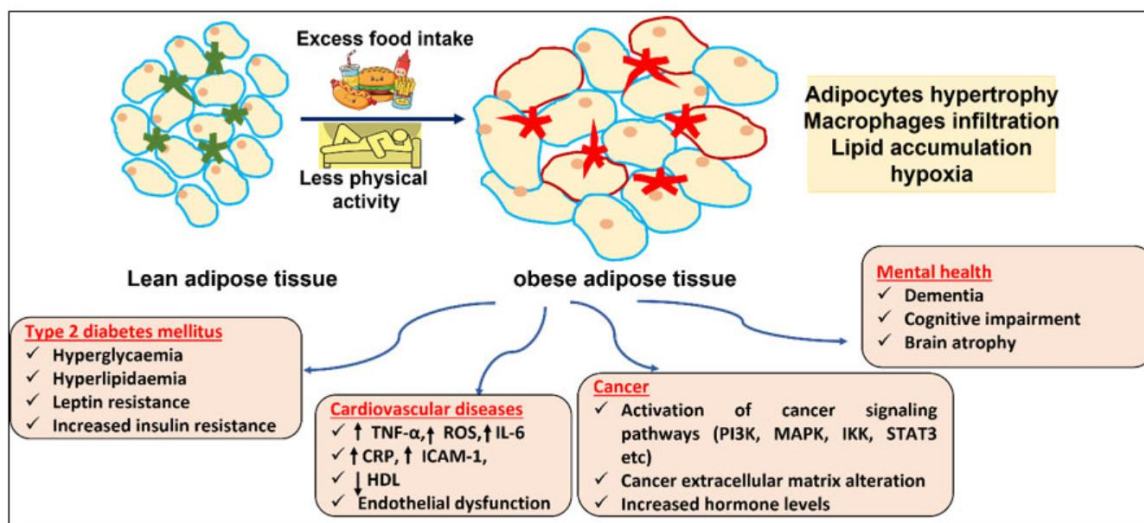 Excess food intake
Less physical
activity
Adipocytes hypertrophy
Macrophages infiltration
Lipid accumulation
hypoxia
Lean adipose tissue
obese adipose tissue
Type 2 diabetes mellitus
✓ Hyperglycaemia
✓ Hyperlipidaemia
✓ Leptin resistance
✓ Increased insulin resistance
Cardiovascular diseases
✓ ↑ TNF-α,↑ ROS,↑IL-6
✓ ↑CRP, ↑ ICAM-1,
✓ ↓HDL
✓ Endothelial dysfunction
Cancer
✓ Activation of cancer signaling
pathways (PI3K, MAPK, IKK, STAT3
etc)
✓ Cancer extracellular matrix alteration
✓ Increased hormone levels
Mental health
✓ Dementia
✓ Cognitive impairment
✓ Brain atrophy